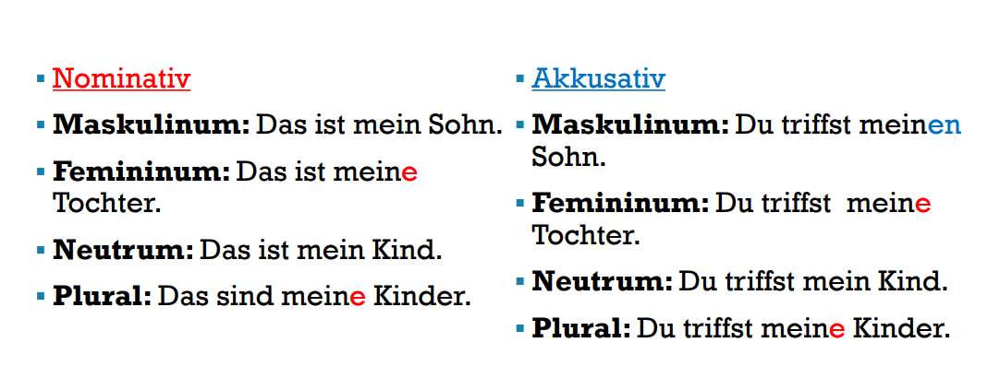 ▪ Nominativ
▪ Maskulinum: Das ist mein Sohn.
▪ Femininum: Das ist meine
Tochter.
▪ Neutrum: Das ist mein Kind.
▪ Plural: Das sind meine Kinder.
▪ Akkusativ
▪ Maskulinum: Du triffst meinen
Sohn.
▪ Femininum: Du triffst  meine
Tochter.
▪ Neutrum: Du triffst mein Kind.
▪ Plural: Du triffst meine Kinder.